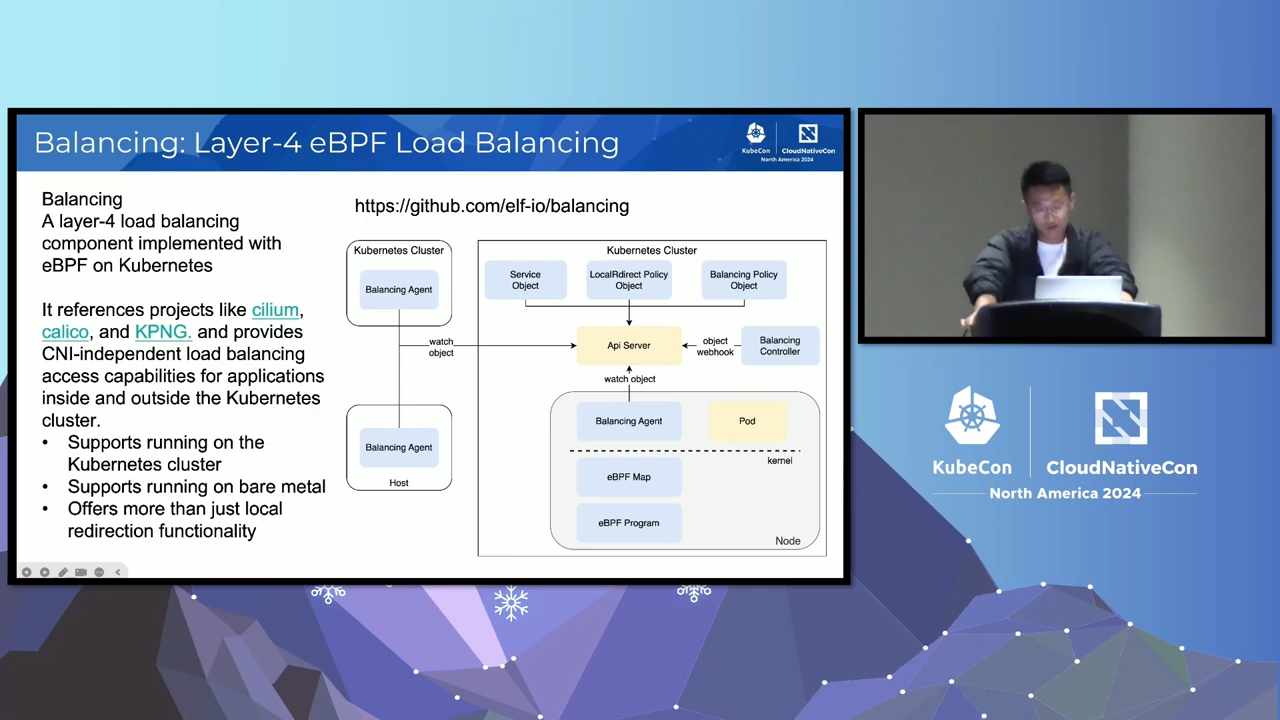 Balancing: Layer-4 eBPF Load Balancing
KubeCon
CloudNativeCon
North America 2024
Balancing
A layer-4 load balancing
component implemented with
eBPF on Kubernetes
It references projects like cilium,
calico, and KPNG. and provides
CNI-independent load balancing
access capabilities for applications
inside and outside the Kubernetes
cluster.
• Supports running on the
Kubernetes cluster
• Supports running on bare metal
• Offers more than just local
redirection functionality
https://github.com/elf-io/balancing
Kubernetes Cluster
Balancing Agent
watch
object
Balancing Agent
Host
Kubernetes Cluster
Service
Object
LocalRdirect Policy
Object
Balancing Policy
Object
Api Server
object
webhook
Balancing
Controller
watch object
Balancing Agent
Pod
kernel
eBPF Map
eBPF Program
Node
KubeCon
CloudNativeCon
North America 2024